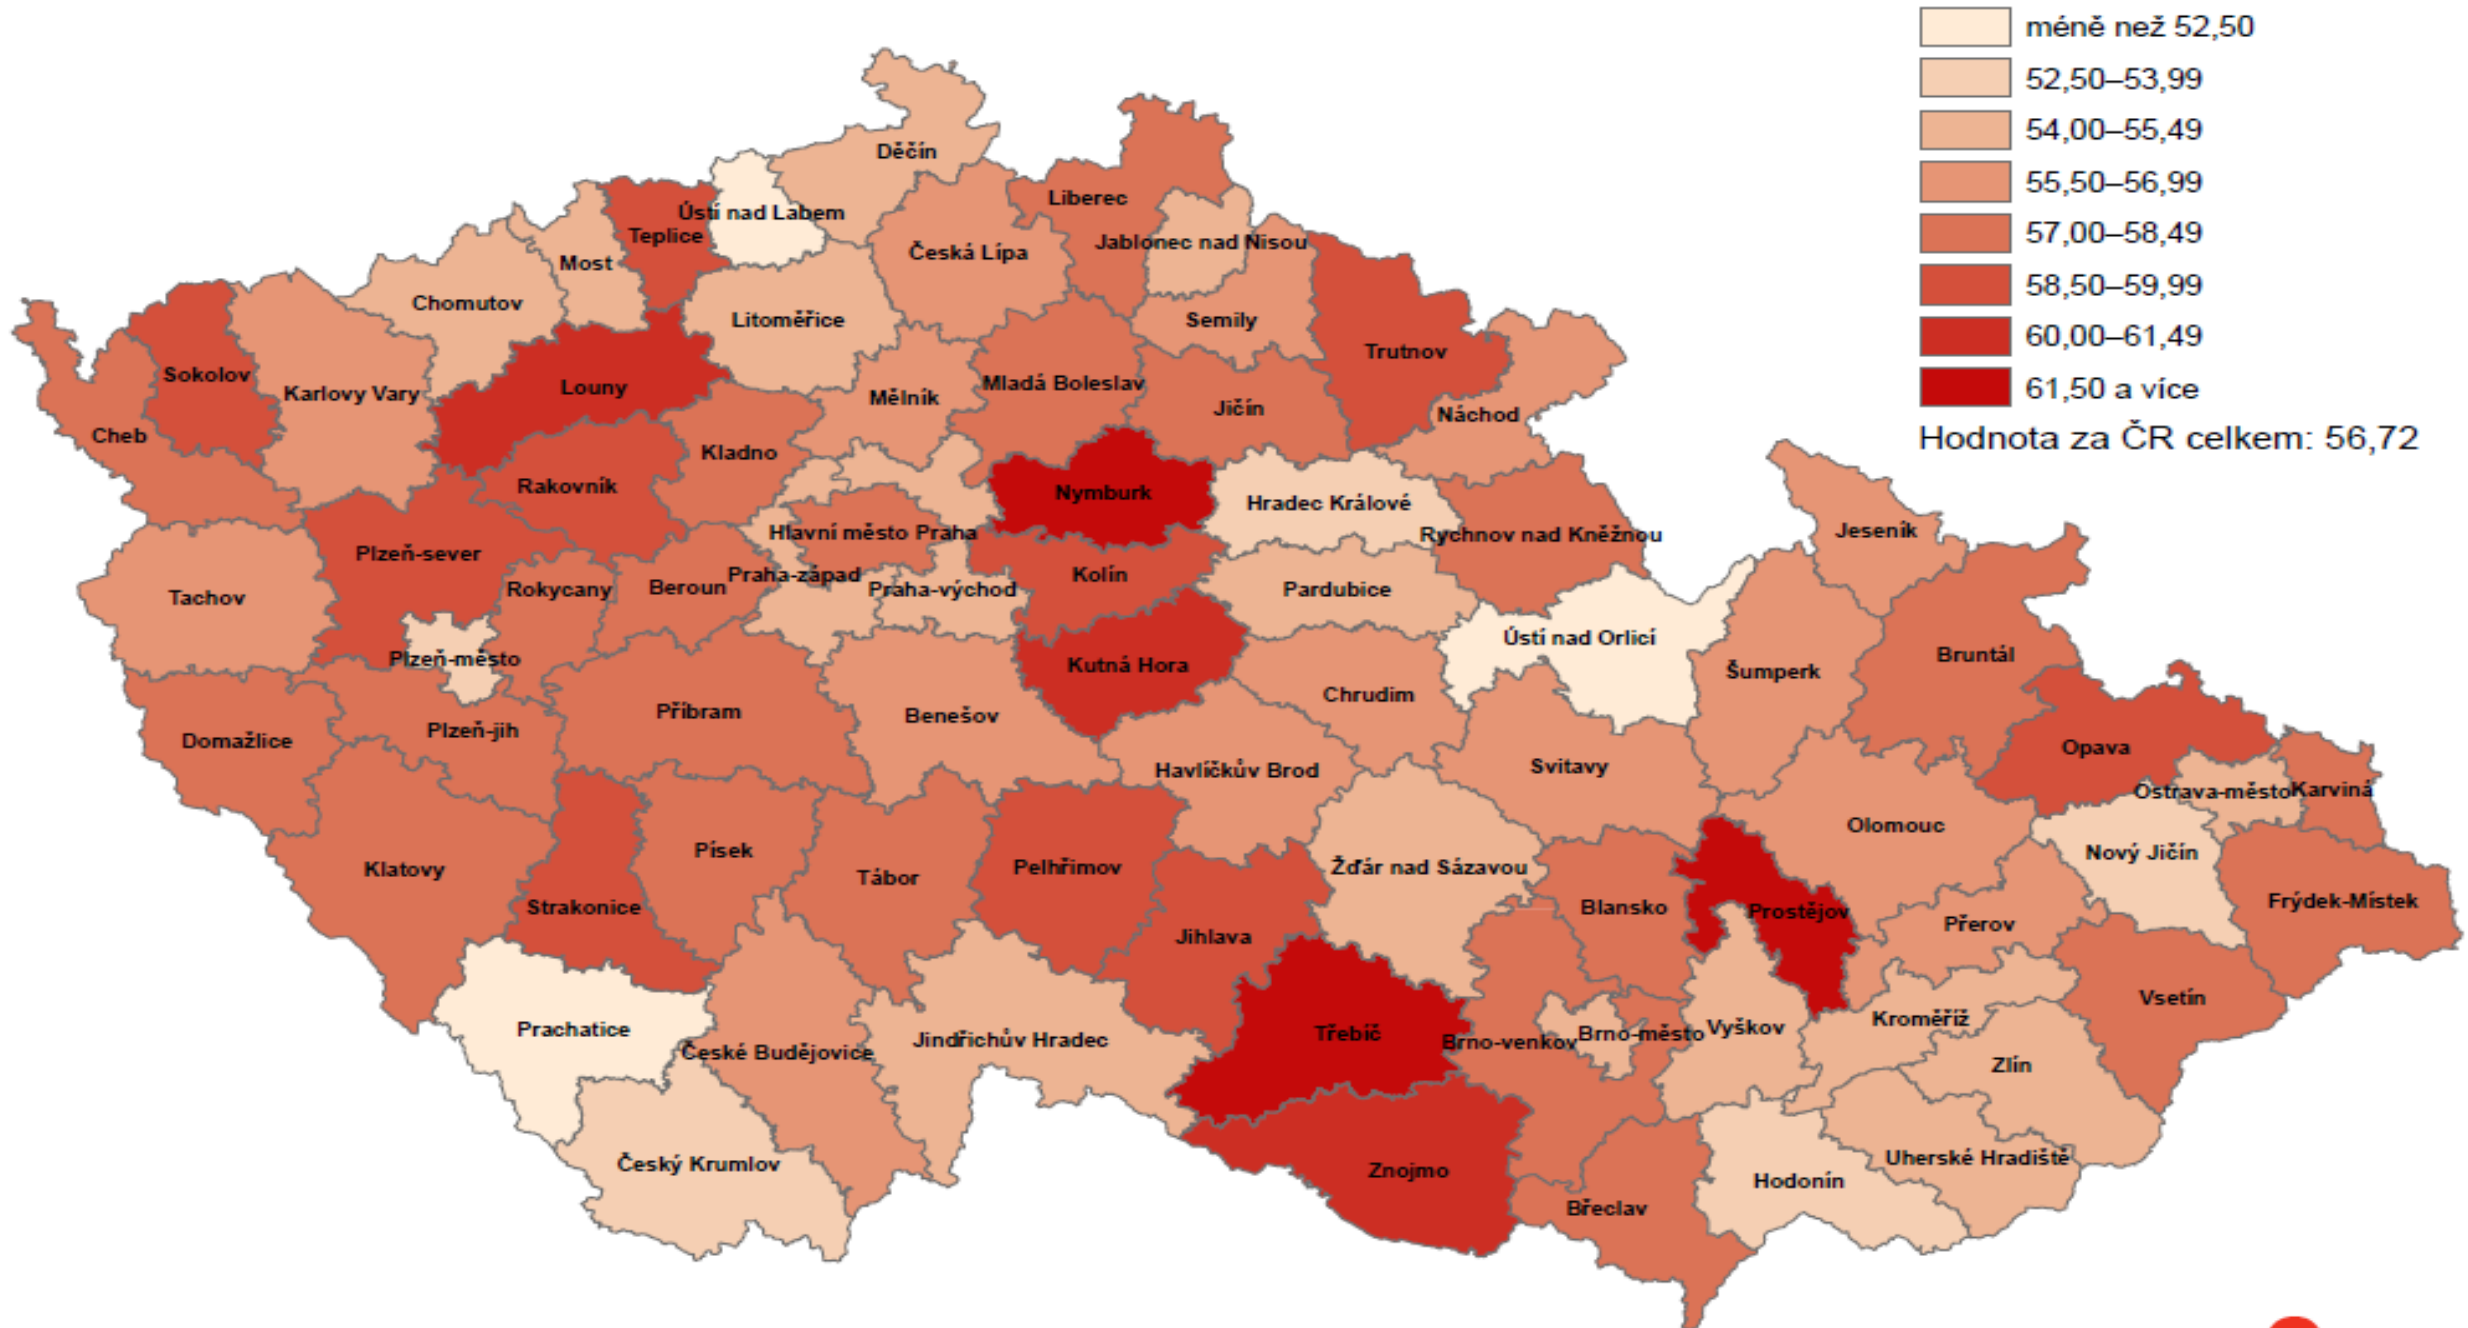 méně než 52,50
52,50–53,99
54,00–55,49
55,50–56,99
57,00–58,49
58,50–59,99
60,00–61,49
61,50 a více
Hodnota za ČR celkem: 56,72
Děčín
Liberec
Ústí nad Labem
Teplice
Jablonec nad Nisou
Česká Lípa
Most
Chomutov
Litoměřice
Semily
Trutnov
Sokolov
Karlovy Vary
Louny
Mladá Boleslav
Mělník
Jičín
Náchod
Cheb
Kladno
Rakovník
Nymburk
Hradec Králové
Hlavní město Praha
Rychnov nad Kněžnou
Jeseník
Plzeň-sever
Kolín
Praha-západ
Beroun
Rokycany
Praha-východ
Pardubice
Tachov
Ústí nad Orlicí
Bruntál
Plzeň-město
Kutná Hora
Šumperk
Chrudim
Příbram
Benešov
Plzeň-jih
Domažlice
Opava
Svitavy
Havlíčkův Brod
Ostrava-město
Karviná
Olomouc
Písek
Nový Jičín
Klatovy
Pelhřimov
Žďár nad Sázavou
Tábor
Frýdek-Místek
Strakonice
Blansko
Prostějov
Přerov
Jihlava
Vsetín
Kroměříž
Prachatice
Vyškov
Třebíč
Brno-město
Jindřichův Hradec
Brno-venkov
České Budějovice
Zlín
Uherské Hradiště
Český Krumlov
Znojmo
Hodonín
Břeclav